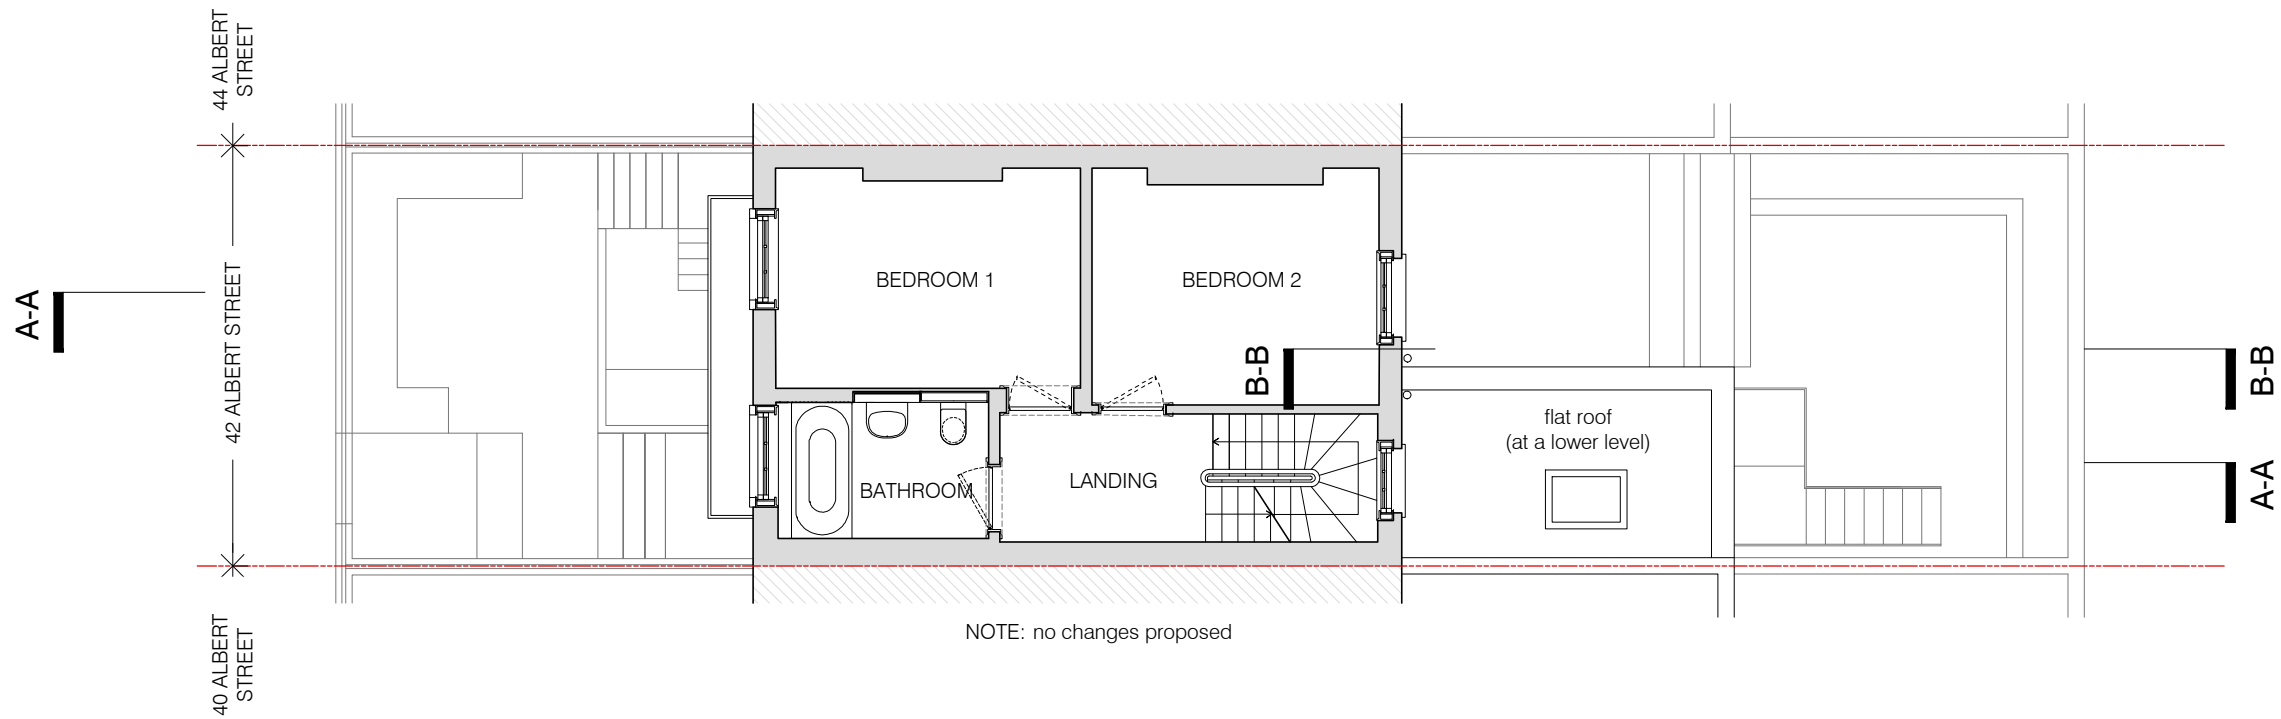 44 ALBERT
STREET
42 ALBERT STREET
40 ALBERT
STREET
A-A
BEDROOM 1
BEDROOM 2
B-B
BATHROOM
LANDING
flat roof
(at a lower level)
B-B
A-A
NOTE: no changes proposed